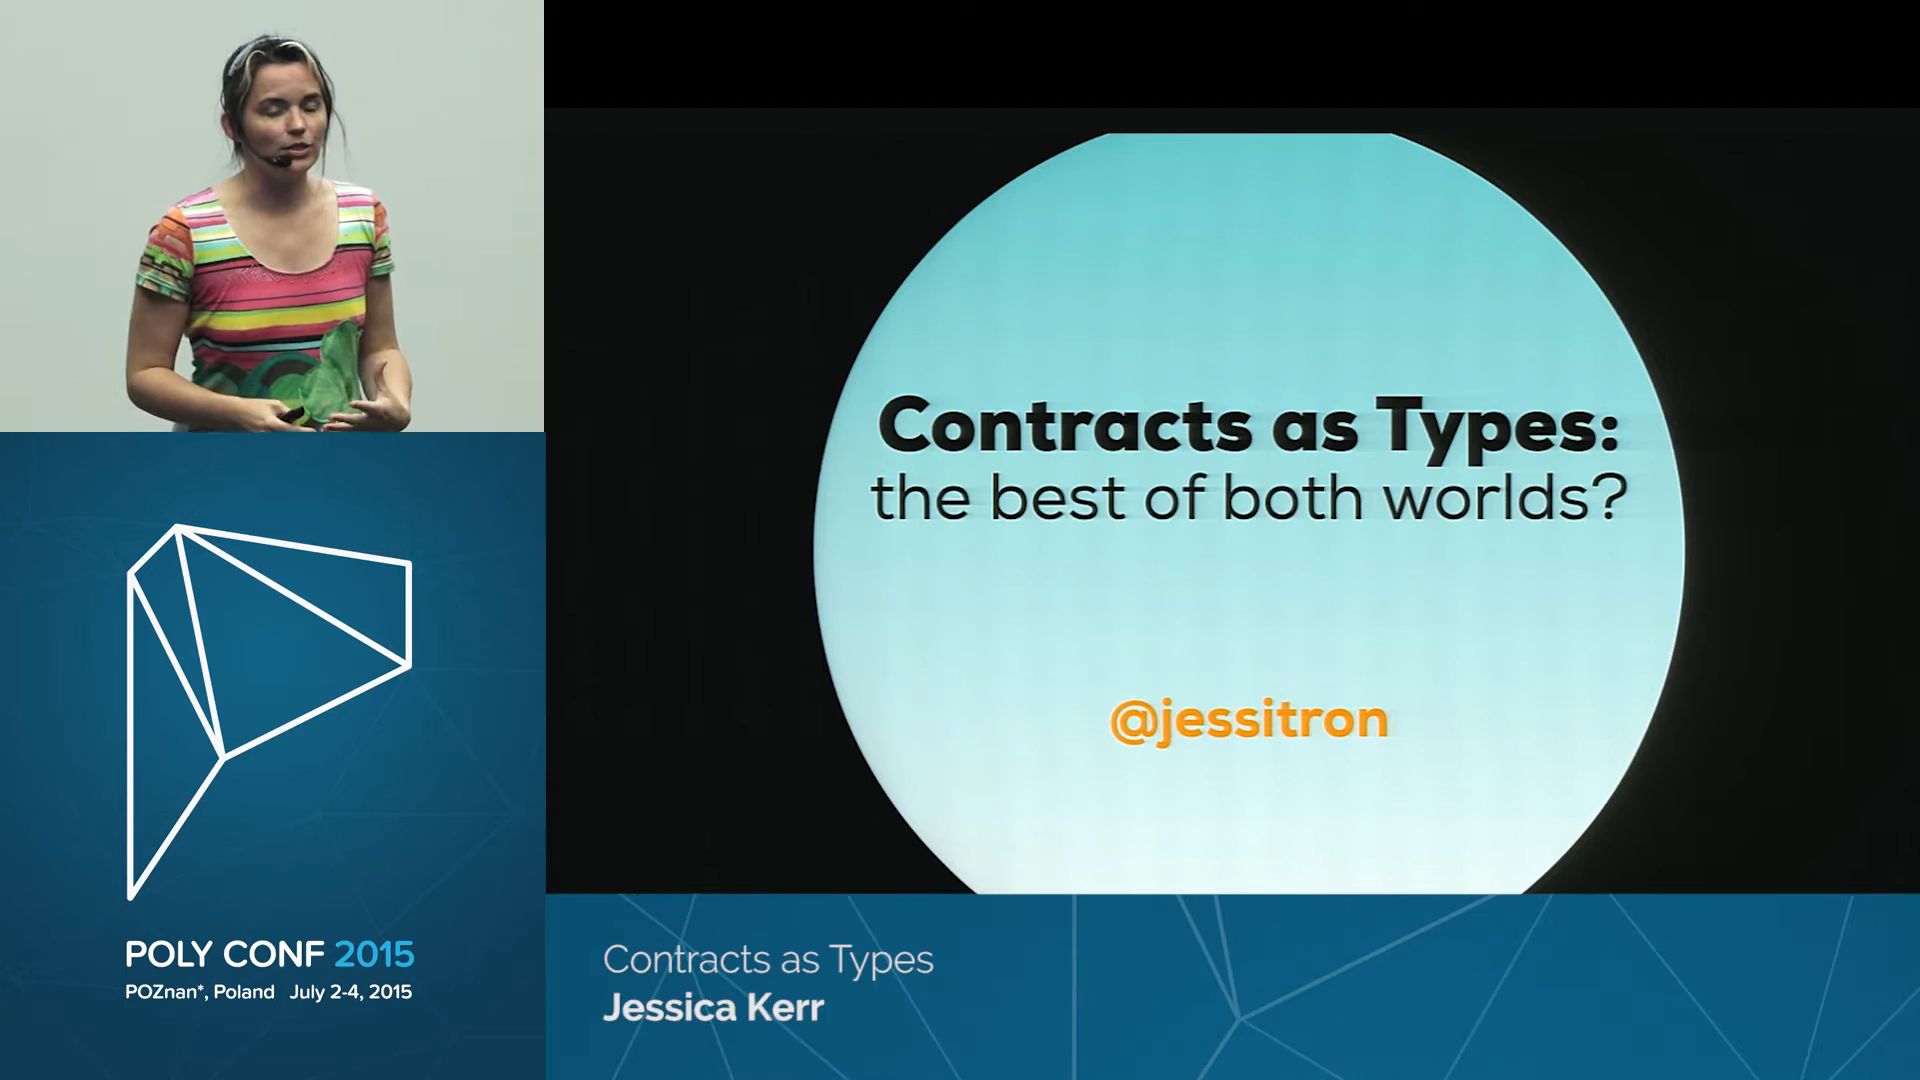 Contracts as Types:
the best of both worlds?
@jessitron
POLY CONF 2015
POZnan*, Poland July 2-4, 2015
Contracts as Types
Jessica Kerr